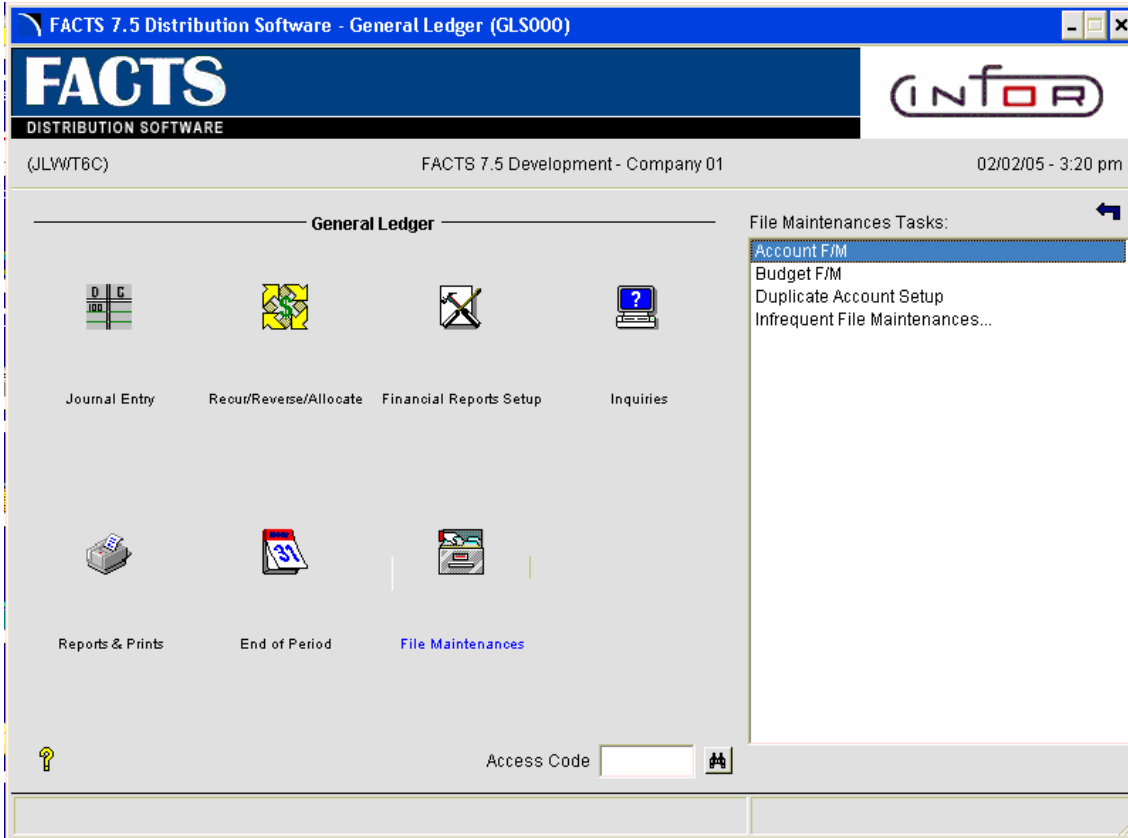 FACTS 7.5 Distribution Software - General Ledger (GLS000)
FACTS
DISTRIBUTION SOFTWARE
INFOR
(JLW/T6C)
FACTS 7.5 Development - Company 01
02/02/05 - 3:20 pm
General Ledger
D C
100
$
?
Journal Entry
Recur/Reverse/Allocate
Financial Reports Setup
Inquiries
31
Reports & Prints
End of Period
File Maintenances
?
Access Code
File Maintenances Tasks:
Account F/M
Budget F/M
Duplicate Account Setup
Infrequent File Maintenances...